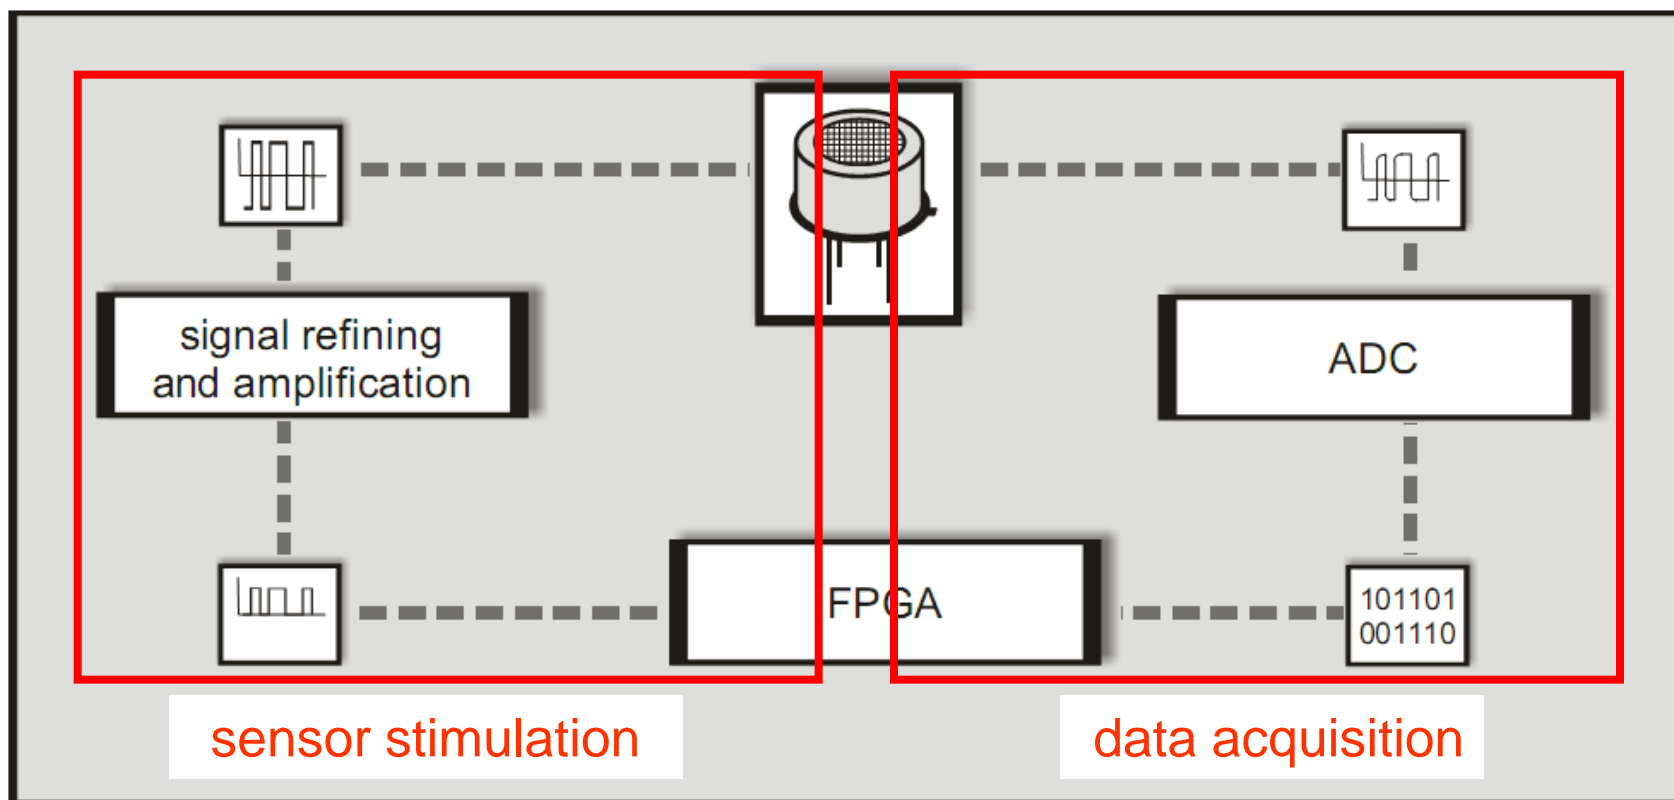 signal refining
and amplification
ADC
FPGA
101101
001110
sensor stimulation
data acquisition